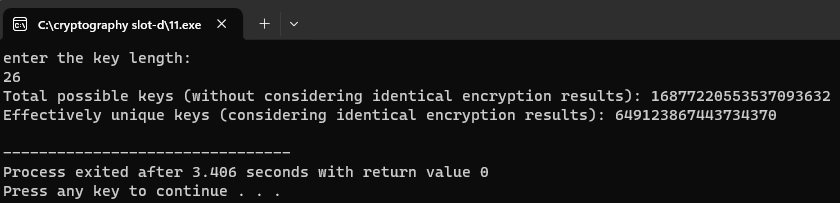 C:\cryptography slot-d\11.exe
enter the key length:
26
Total possible keys (without considering identical encryption results): 16877220553537093632
Effectively unique keys (considering identical encryption results): 649123867443734370
--------------------------------
Process exited after 3.406 seconds with return value 0
Press any key to continue . . .